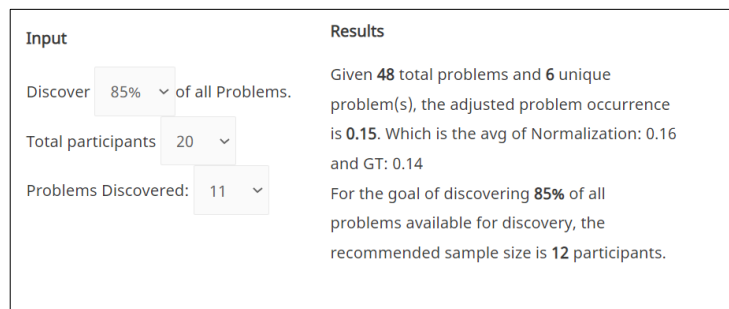 Input
Discover 85% of all Problems.
Total participants 20
Problems Discovered: 11
Results
Given 48 total problems and 6 unique
problem(s), the adjusted problem occurrence
is 0.15. Which is the avg of Normalization: 0.16
and GT: 0.14
For the goal of discovering 85% of all
problems available for discovery, the
recommended sample size is 12 participants.